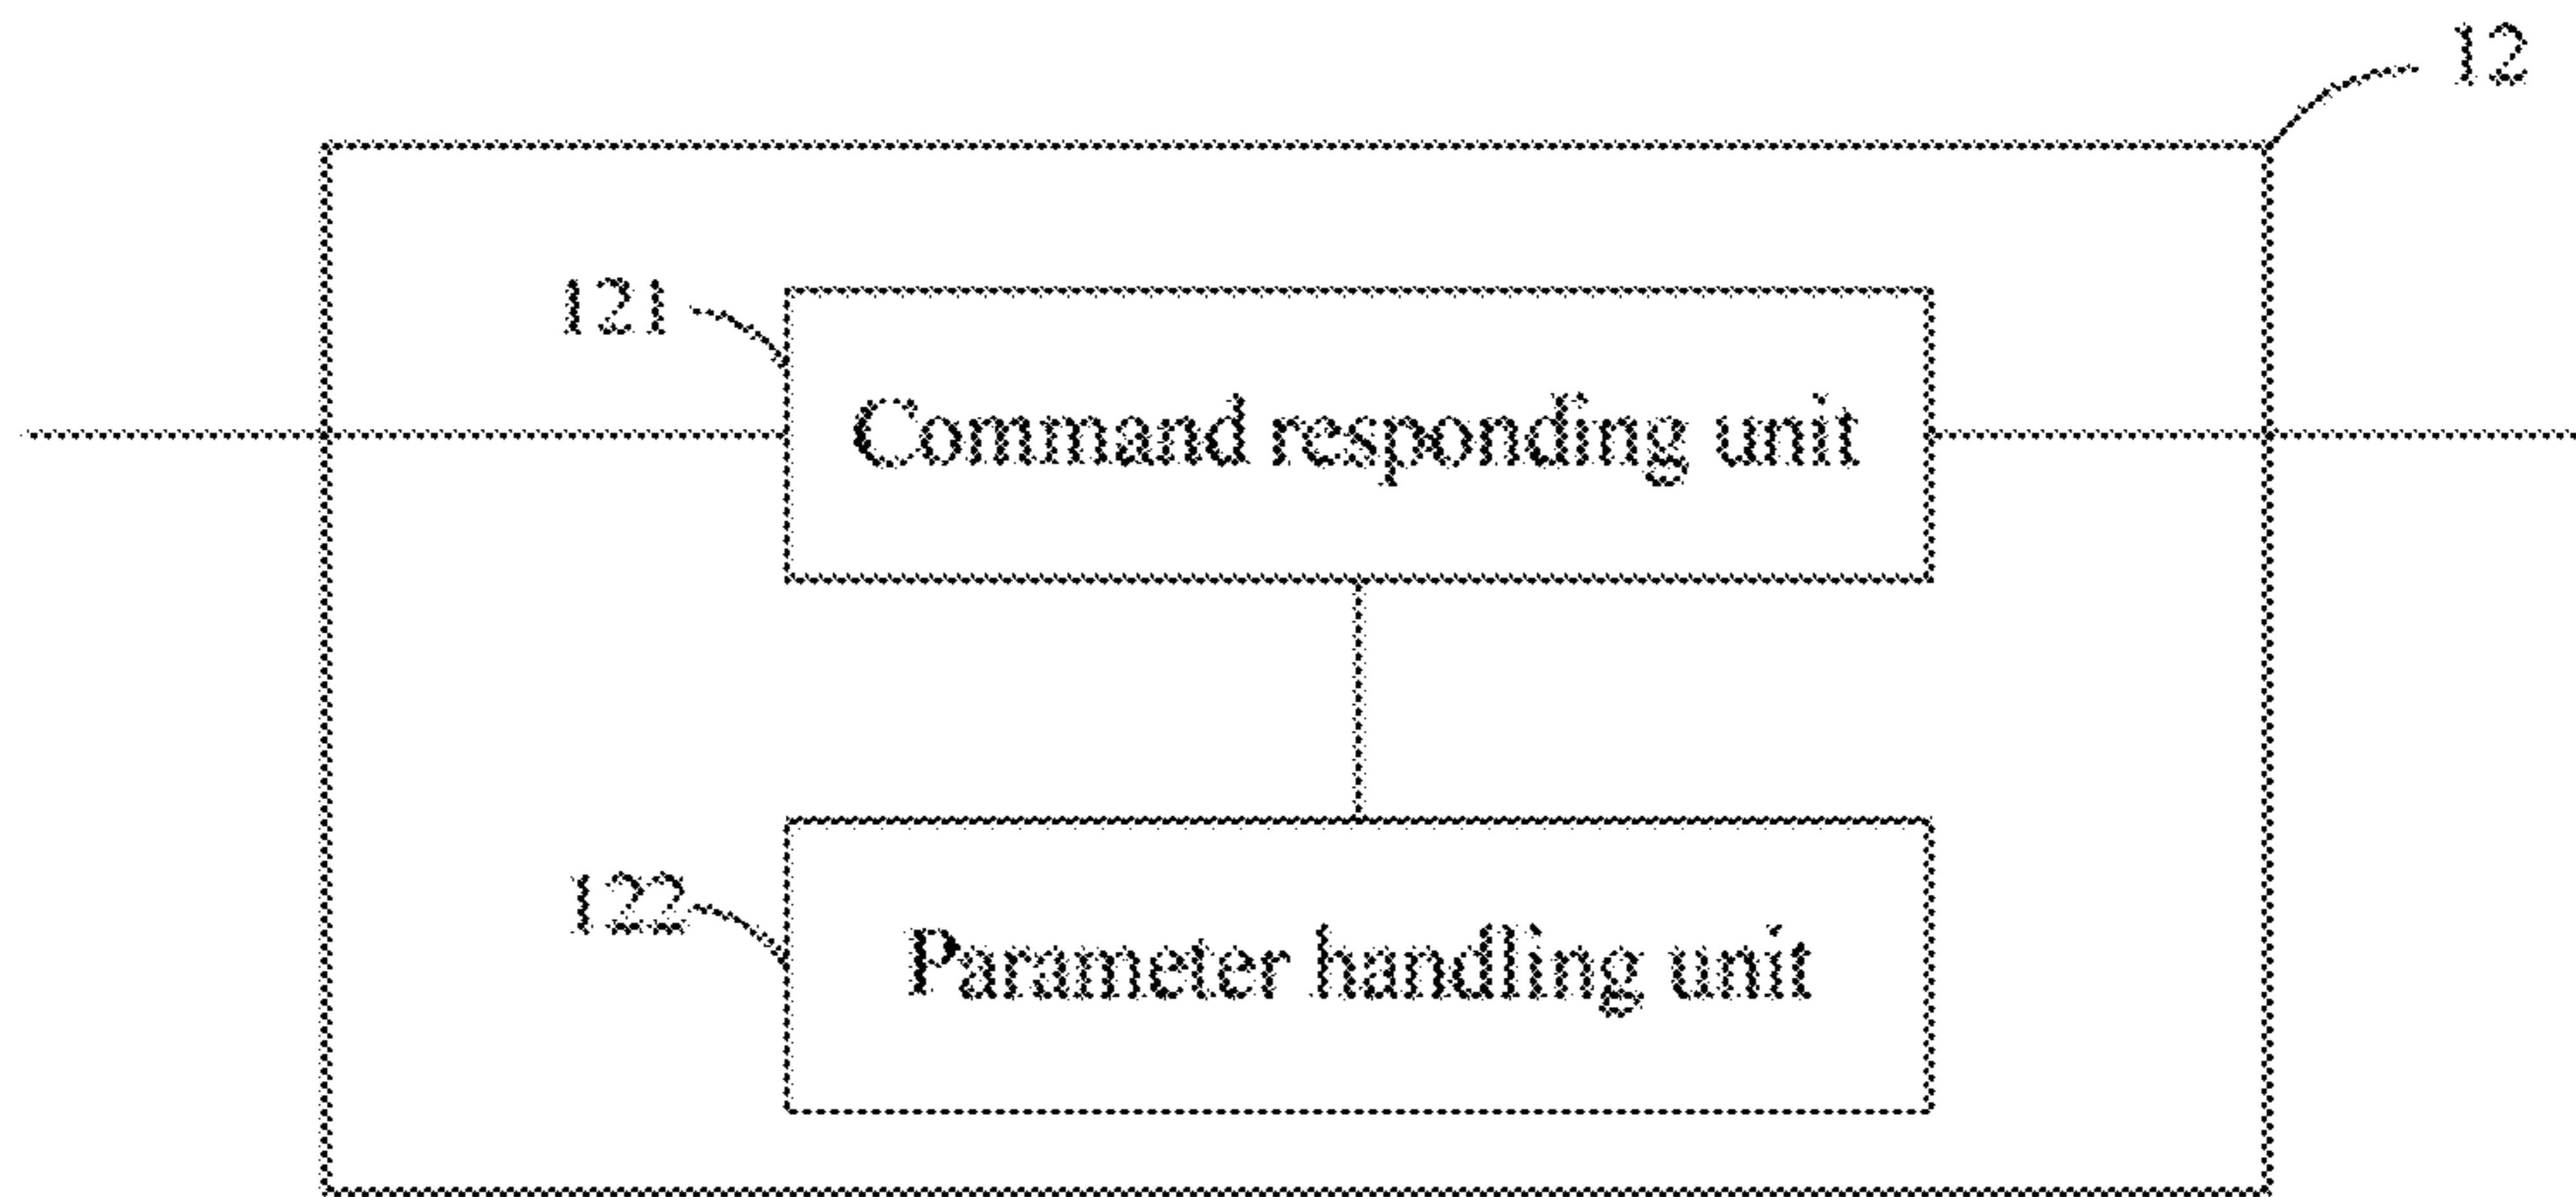 12
121
Command responding unit
122
Parameter handling unit